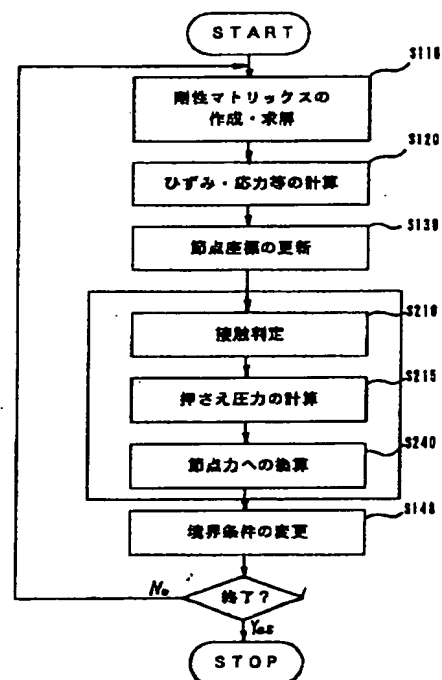 START
S110
剛性マトリックスの
作成・求解
S120
ひずみ・応力等の計算
S130
節点座標の更新
S210
接触判定
S215
押さえ圧力の計算
S240
節点力への換算
S140
境界条件の変更
No
終了?
Yes
STOP